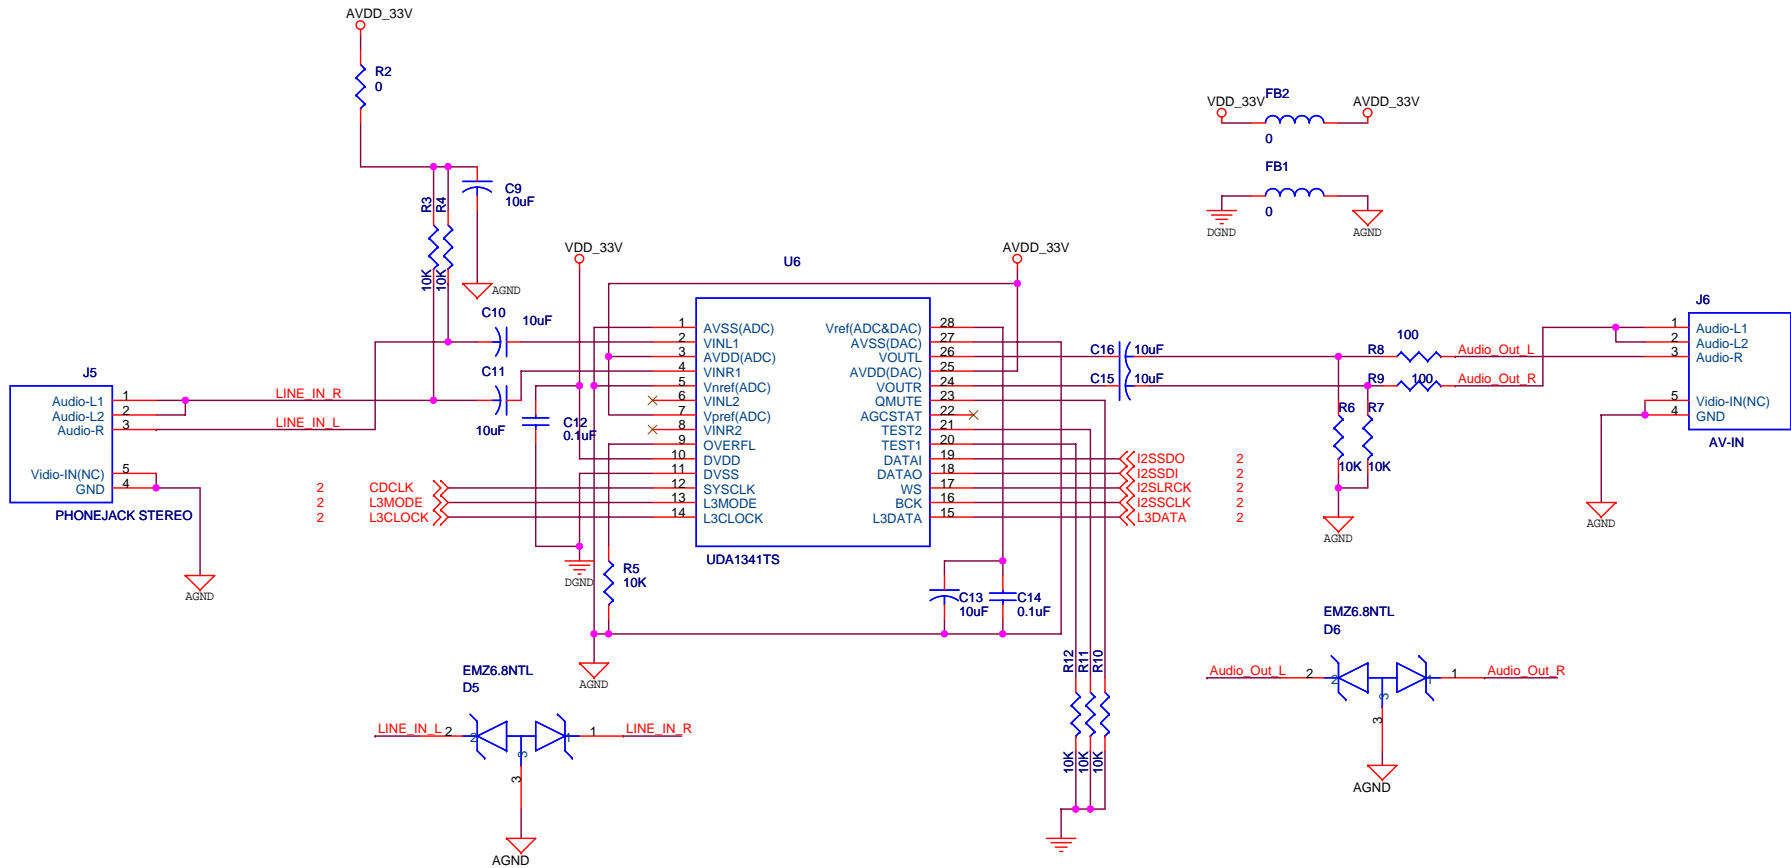 AVDD_33V
R2
0
R3
R4
10K
10K
C9
10uF
AGND
VDD_33V
FB2
AVDD_33V
0
FB1
0
DGND
AGND
VDD_33V
AVDD_33V
U6
C10
10uF
C11
10uF
C12
0.1uF
1 AVSS(ADC)
2 VINL1
3 AVDD(ADC)
4 VINR1
5 Vnref(ADC)
6 VINL2
7 Vpref(ADC)
8 VINR2
9 OVERFL
10 DVDD
11 DVSS
12 SYSCLK
13 L3MODE
14 L3CLOCK
Vref(ADC&DAC) 28
AVSS(DAC) 27
VOUTL 26
AVDD(DAC) 25
VOUTR 24
QMUTE 23
AGCSTAT 22
TEST2 21
TEST1 20
DATAI 19
DATAO 18
WS 17
BCK 16
L3DATA 15
UDA1341TS
J5
Audio-L1 1
Audio-L2 2
Audio-R 3
Vidio-IN(NC) 5
GND 4
PHONEJACK STEREO
LINE_IN_R
LINE_IN_L
AGND
2 CDCLK
2 L3MODE
2 L3CLOCK
DGND
R5
10K
AGND
I2SSDO 2
I2SSDI 2
I2SLRCK 2
I2SSCLK 2
L3DATA 2
C16 10uF
C15 10uF
100
R8
Audio_Out_L
R9 100
Audio_Out_R
R6 R7
10K 10K
AGND
J6
1 Audio-L1
2 Audio-L2
3 Audio-R
5 Vidio-IN(NC)
4 GND
AV-IN
AGND
C13
10uF
C14
0.1uF
R12
R11
R10
10K
10K
10K
EMZ6.8NTL
D5
LINE_IN_L 2 2
1 1 LINE_IN_R
3
3
AGND
EMZ6.8NTL
D6
Audio_Out_L 2 2
1 1 Audio_Out_R
3
3
AGND